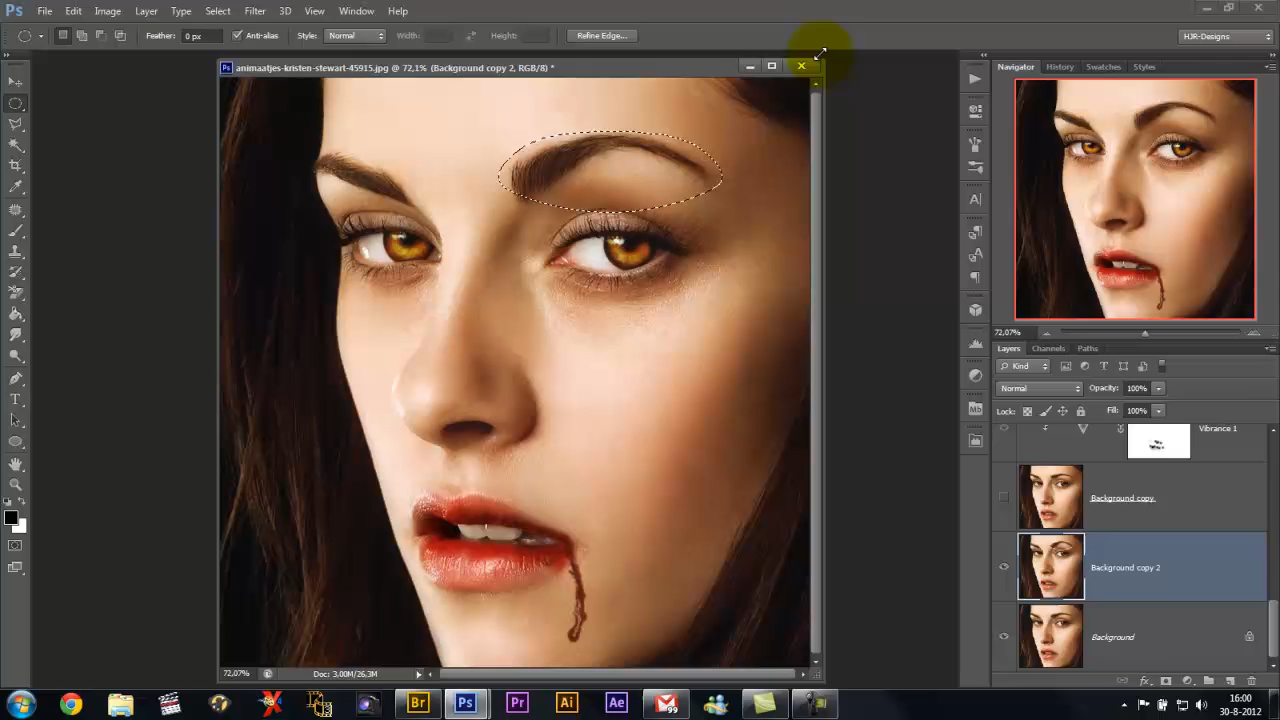 Ps File Edit Image Layer Type Select Filter 3D View Window Help
Feather: 0 px Anti-alias Style: Normal Width: Height: Refine Edge... HJR-Designs
Ps animaatjes-kristen-stewart-45915.jpg @ 72,1% (Background copy 2, RGB/8) *
Navigator History Swatches Styles
72,07%
Layers Channels Paths
Kind
Normal Opacity: 100%
Lock: Fill: 100%
Vibrance 1
Background copy
Background copy 2
Background
Mb
72,07% Doc: 3,00M/26,3M
Br Ps Pr Ai Ae 99
16:00
30-8-2012